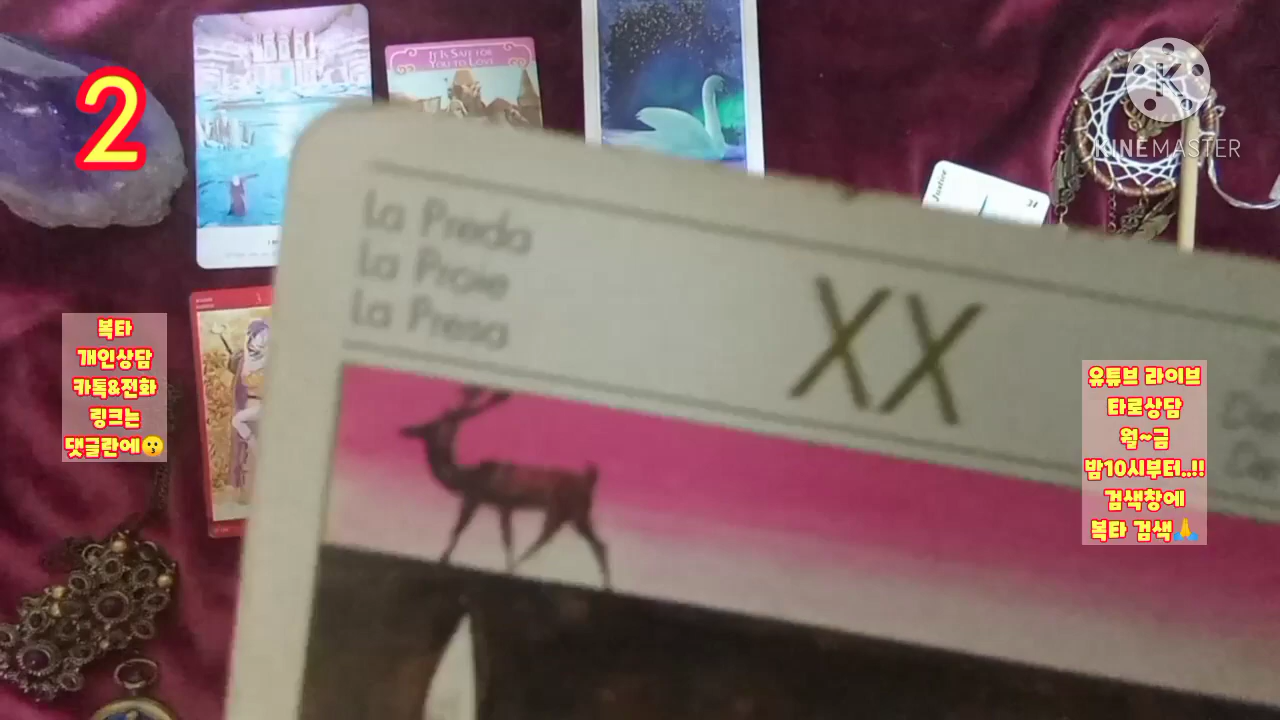 2
IT IS SAFE FOR
YOU TO LOVE
KINEMASTER
Justice
La Preda
La Proie
La Presa
XX
복타
개인상담
카톡&전화
링크는
댓글란에😗
유튜브 라이브
타로상담
월~금
밤10시부터..!!
검색창에
복타 검색🙏
3